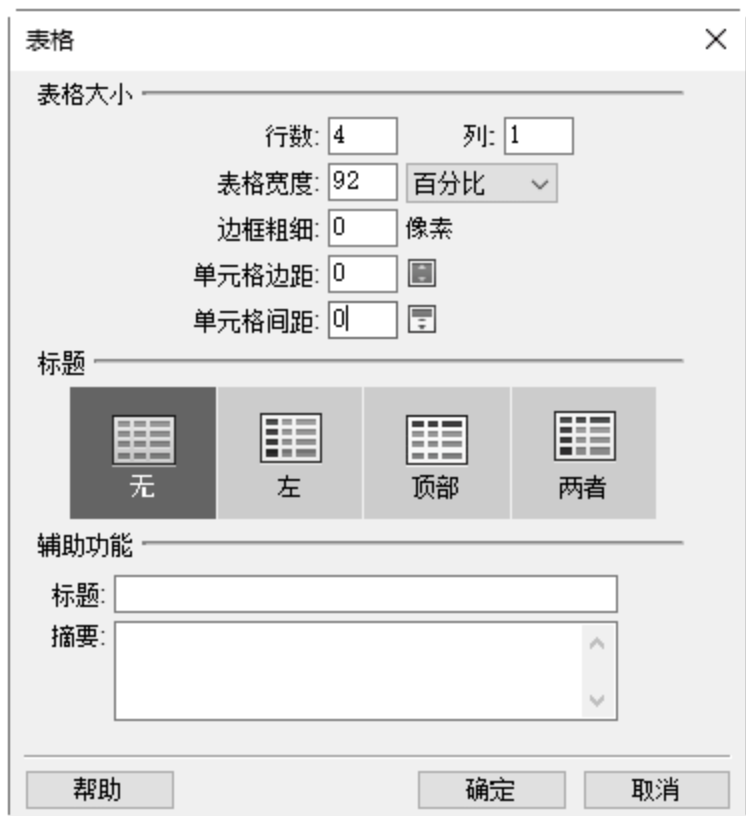 表格
表格大小
行数: 4 列: 1
表格宽度: 92 百分比
边框粗细: 0 像素
单元格边距: 0
单元格间距: 0
标题
无 左 顶部 两者
辅助功能
标题:
摘要:
帮助 确定 取消